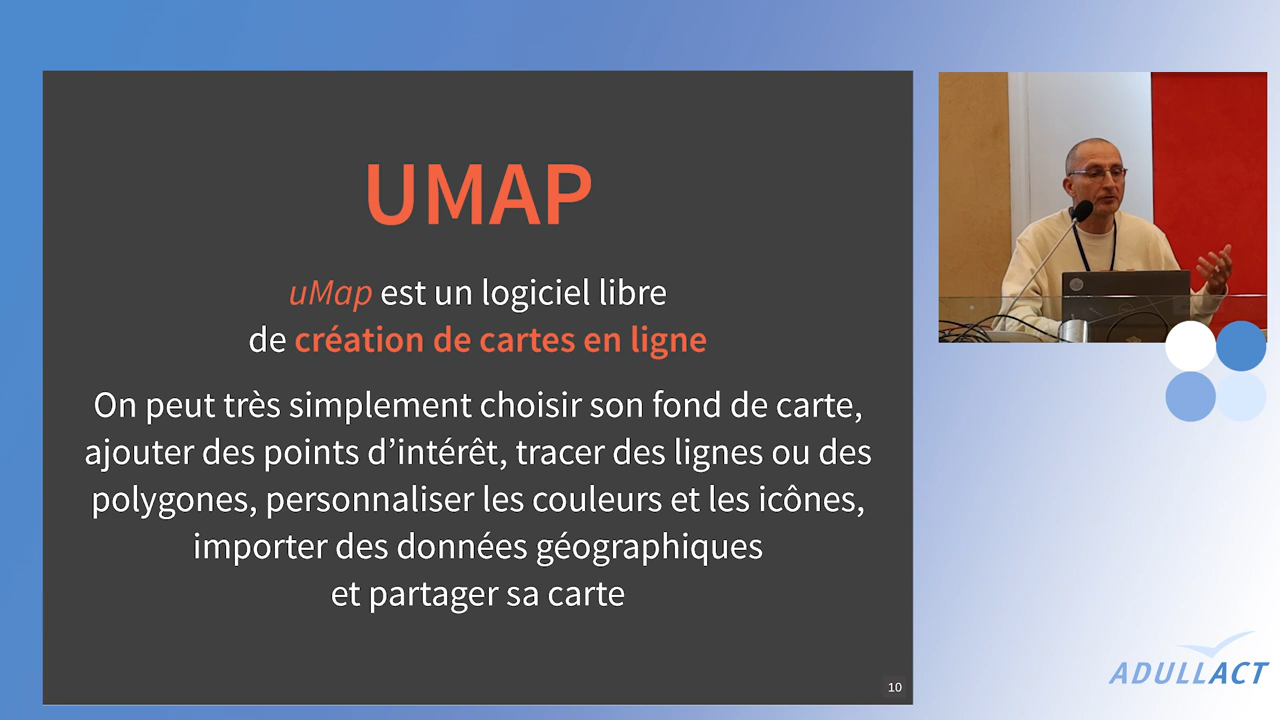 UMAP
uMap est un logiciel libre
de création de cartes en ligne
On peut très simplement choisir son fond de carte,
ajouter des points d’intérêt, tracer des lignes ou des
polygones, personnaliser les couleurs et les icônes,
importer des données géographiques
et partager sa carte
10
ADULLACT